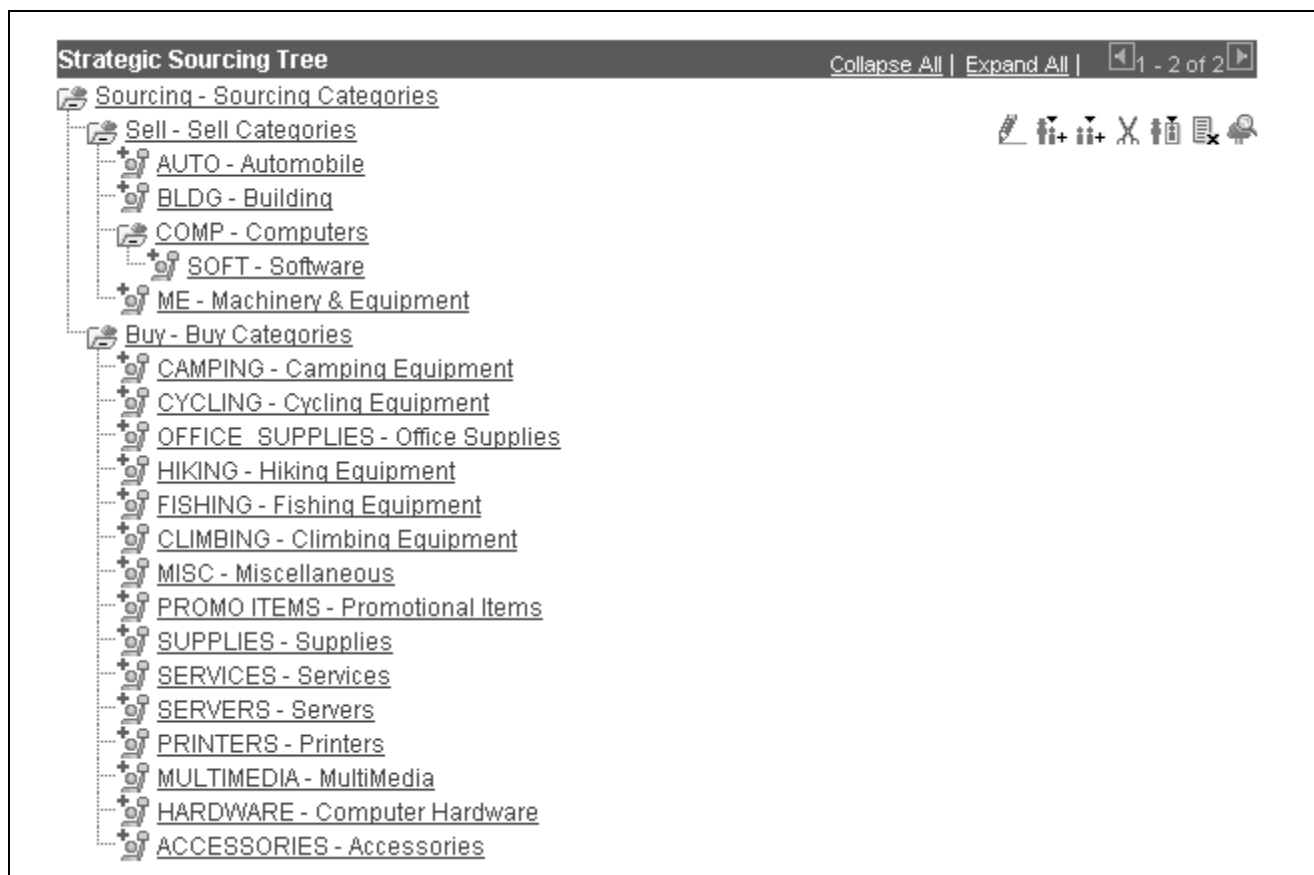 Strategic Sourcing Tree Collapse All | Expand All | 1 - 2 of 2
Sourcing - Sourcing Categories
Sell - Sell Categories
AUTO - Automobile
BLDG - Building
COMP - Computers
SOFT - Software
ME - Machinery & Equipment
Buy - Buy Categories
CAMPING - Camping Equipment
CYCLING - Cycling Equipment
OFFICE_SUPPLIES - Office Supplies
HIKING - Hiking Equipment
FISHING - Fishing Equipment
CLIMBING - Climbing Equipment
MISC - Miscellaneous
PROMO ITEMS - Promotional Items
SUPPLIES - Supplies
SERVICES - Services
SERVERS - Servers
PRINTERS - Printers
MULTIMEDIA - MultiMedia
HARDWARE - Computer Hardware
ACCESSORIES - Accessories